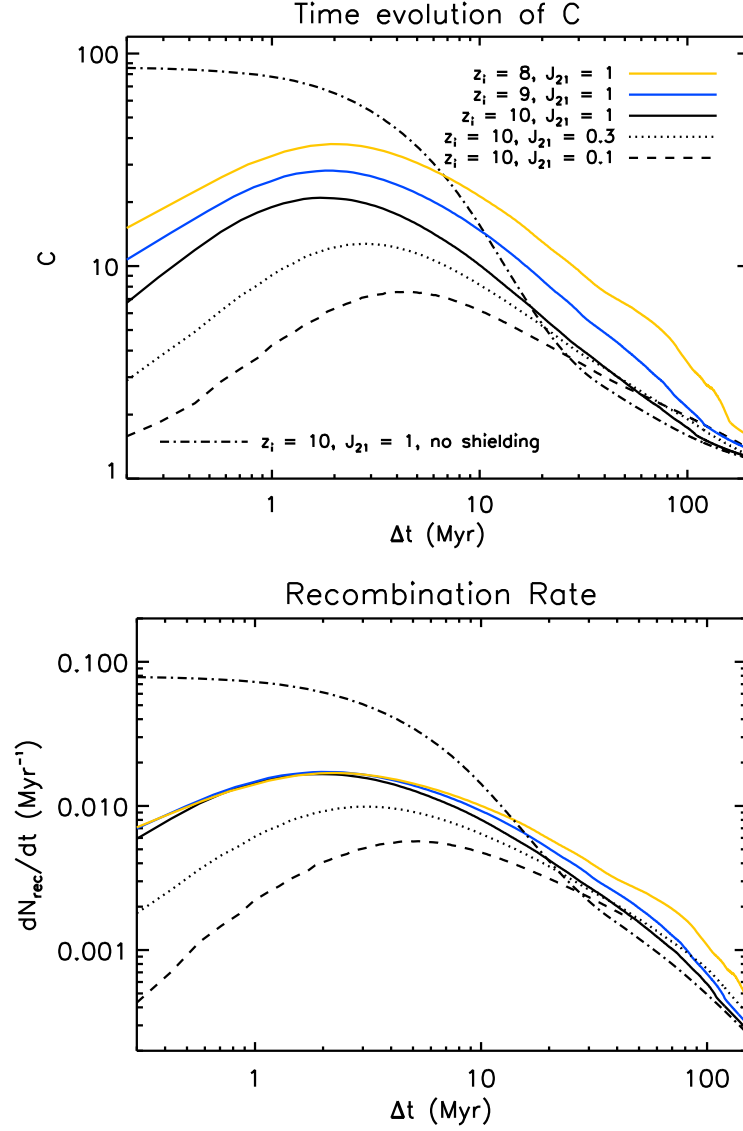 Time evolution of C
100
10
1
C
z_i = 8, J_21 = 1
z_i = 9, J_21 = 1
z_i = 10, J_21 = 1
z_i = 10, J_21 = 0.3
z_i = 10, J_21 = 0.1
z_i = 10, J_21 = 1, no shielding
1 10 100
Δt (Myr)
Recombination Rate
0.100
0.010
0.001
dN_rec/dt (Myr⁻¹)
1 10 100
Δt (Myr)